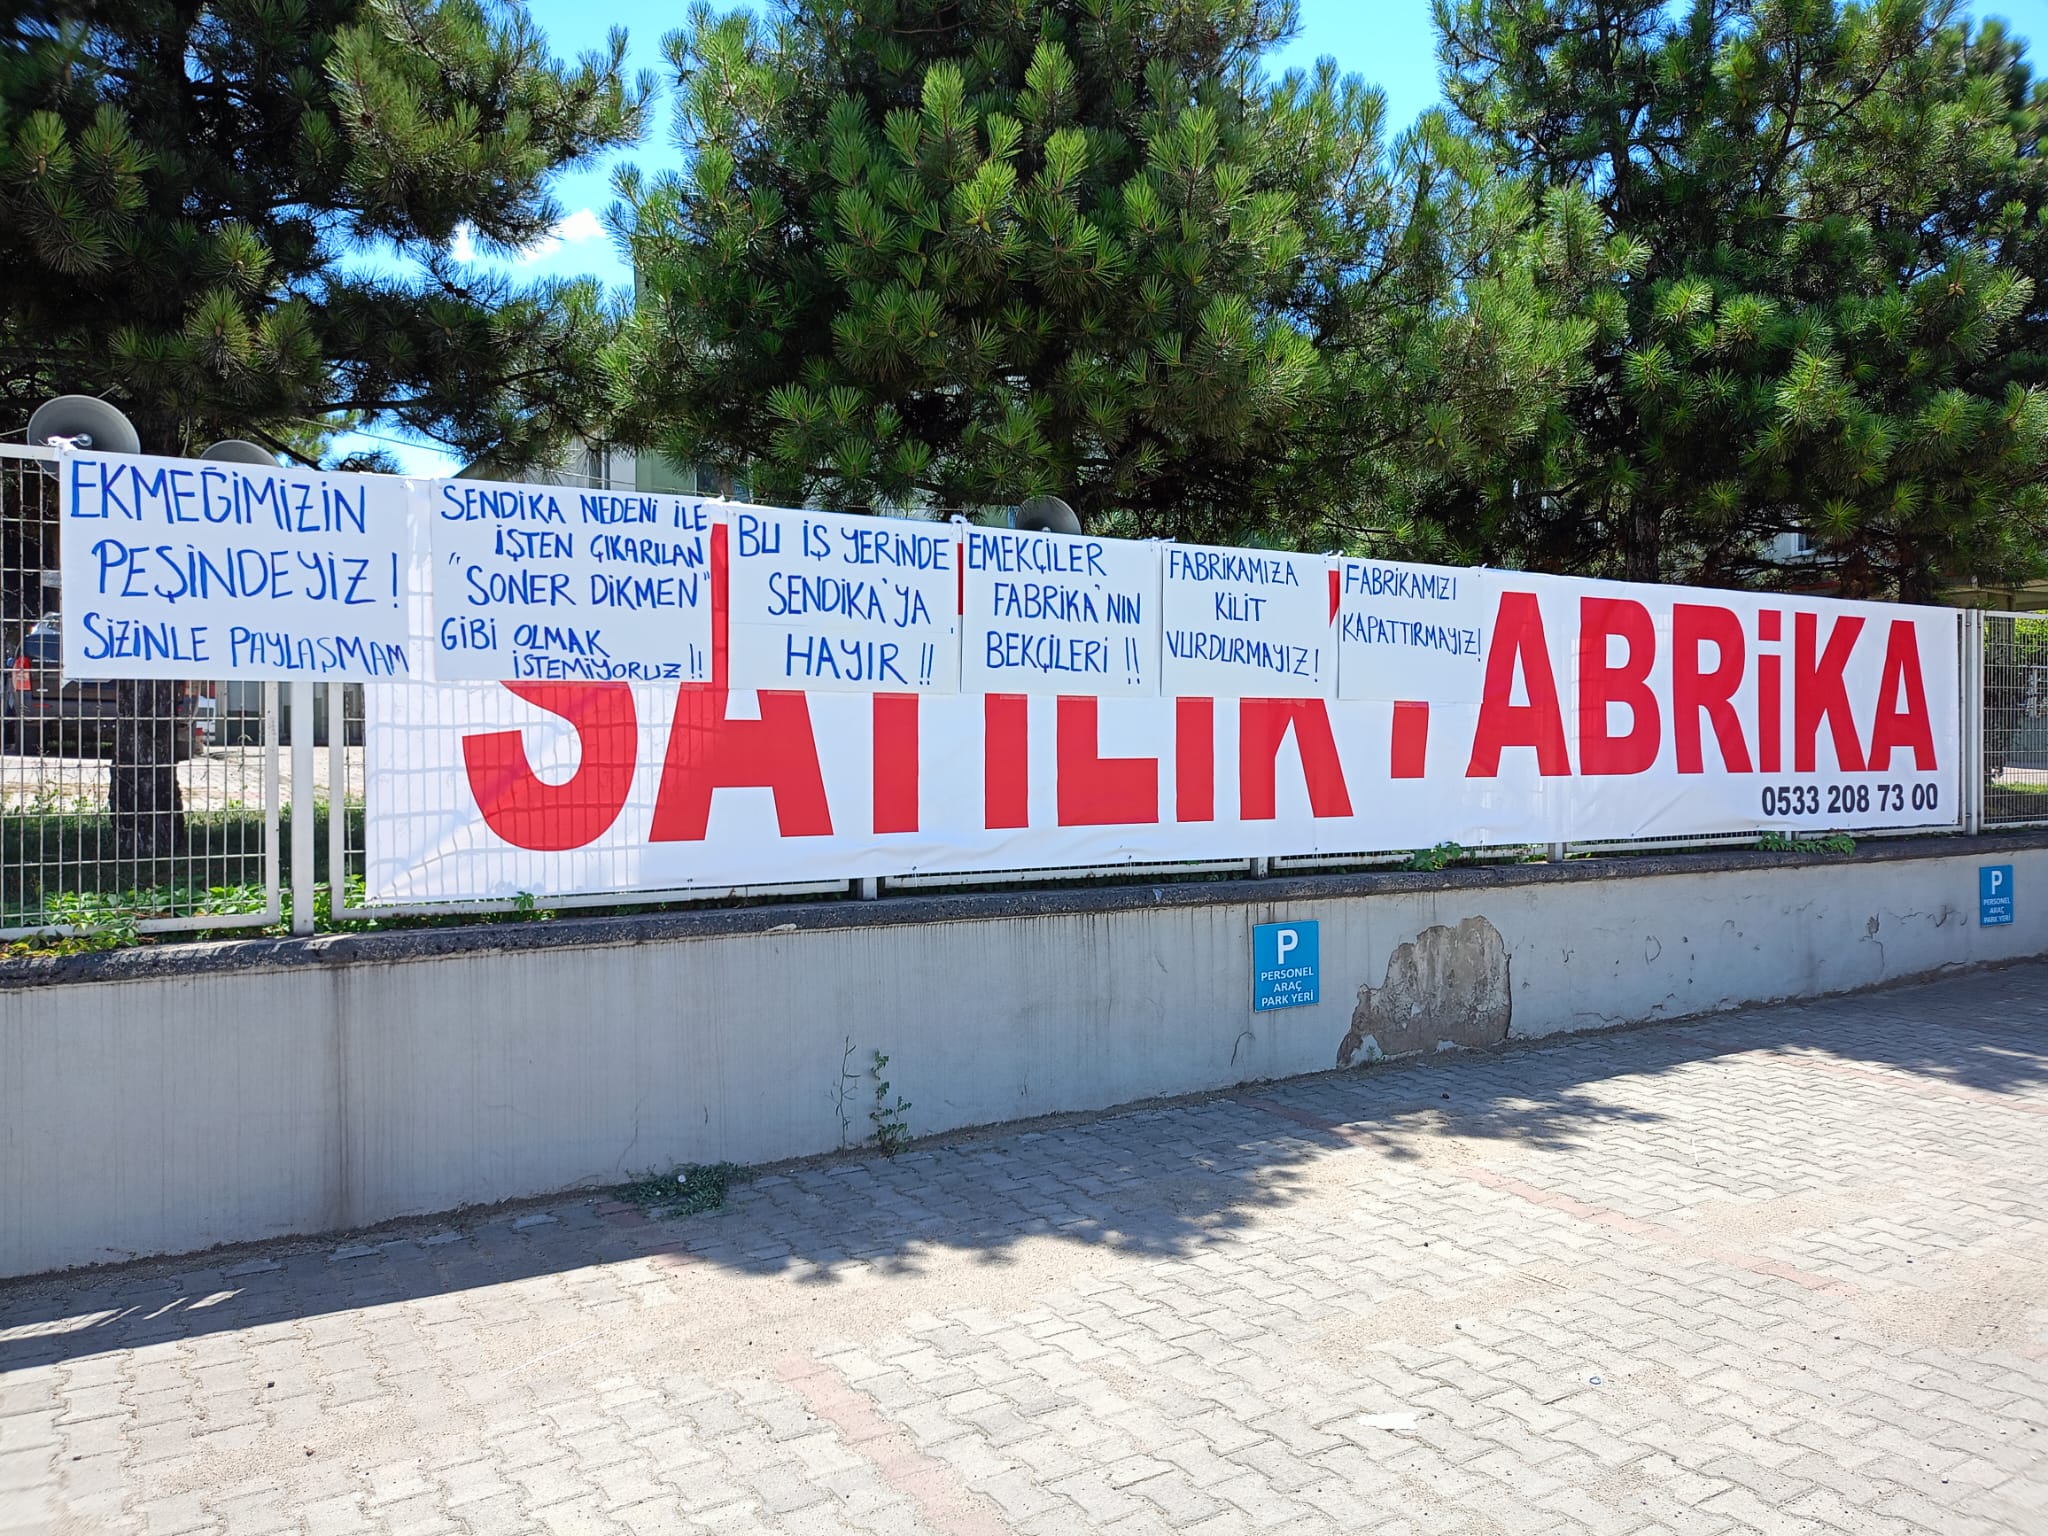 EKMEĞİMİZİN
PEŞİNDEYİZ!
SİZİNLE PAYLAŞMAM
SENDİKA NEDENİ İLE
İŞTEN ÇIKARILAN
"SONER DİKMEN"
GİBİ OLMAK
İSTEMİYORUZ!!
BU İŞ YERİNDE
SENDİKA'YA
HAYIR!!
EMEKÇİLER
FABRİKA'NIN
BEKÇİLERİ!!
FABRİKAMIZA
KİLİT
VURDURMAYIZ!
FABRİKAMIZI
KAPATTIRMAYIZ!
SATILIK FABRİKA
0533 208 73 00
P
PERSONEL
ARAÇ
PARK YERİ
P
PERSONEL
ARAÇ
PARK YERİ